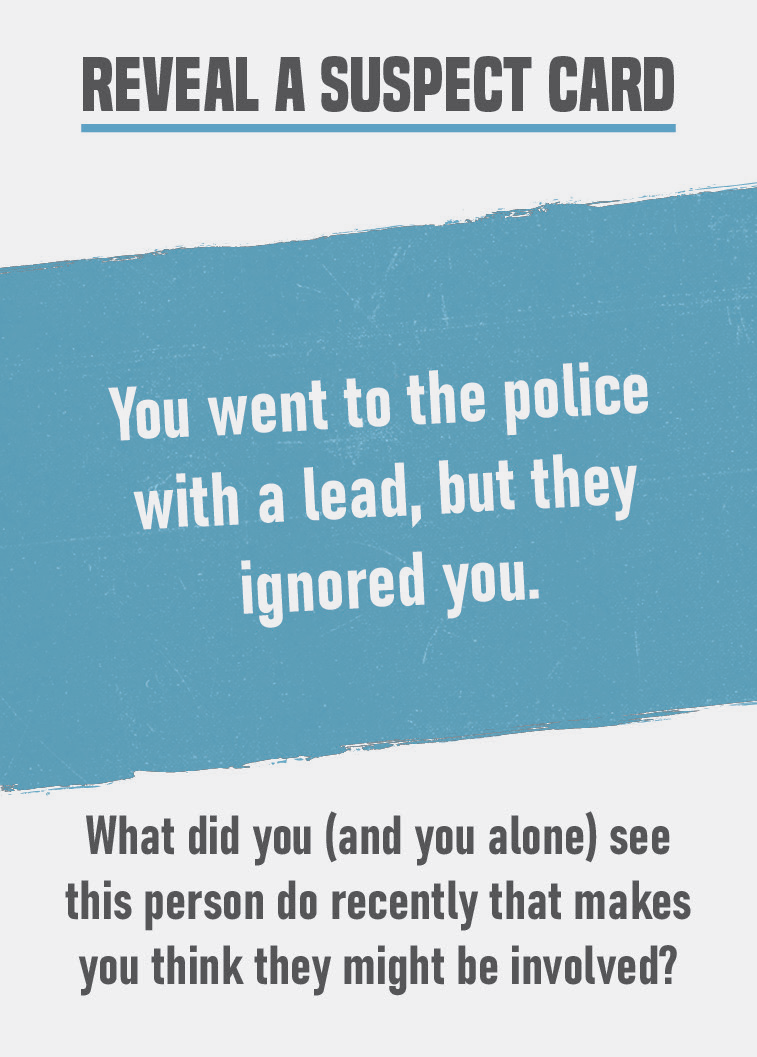 REVEAL A SUSPECT CARD
You went to the police
with a lead, but they
ignored you.
What did you (and you alone) see
this person do recently that makes
you think they might be involved?